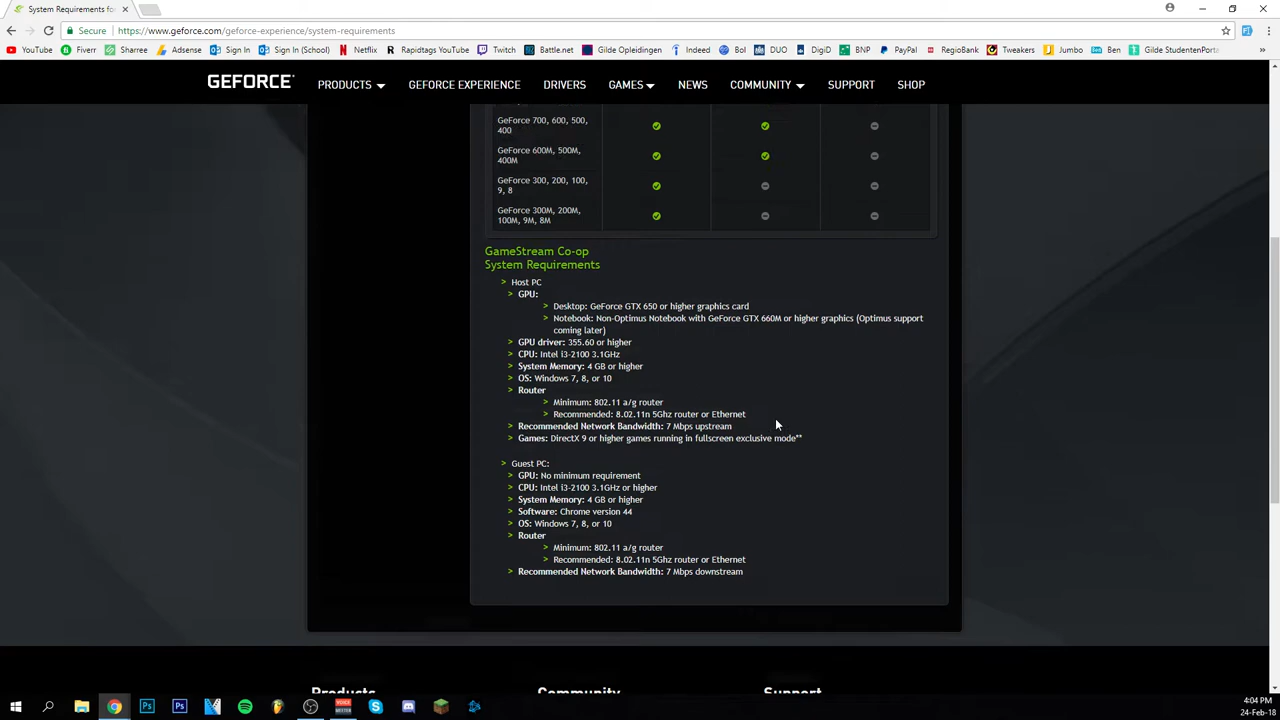 System Requirements fo
Secure
https://www.geforce.com/geforce-experience/system-requirements
YouTube Fiverr Sharree Adsense Sign In Sign In (School) Netflix Rapidtags YouTube Twitch Battle.net Gilde Opleidingen Indeed Bol DUO DigiD BNP PayPal RegioBank Tweakers Jumbo Ben Gilde StudentenPorta
GEFORCE PRODUCTS GEFORCE EXPERIENCE DRIVERS GAMES NEWS COMMUNITY SUPPORT SHOP
GeForce 700, 600, 500,
400
GeForce 600M, 500M,
400M
GeForce 300, 200, 100,
9, 8
GeForce 300M, 200M,
100M, 9M, 8M
GameStream Co-op
System Requirements
> Host PC
> GPU:
> Desktop: GeForce GTX 650 or higher graphics card
> Notebook: Non-Optimus Notebook with GeForce GTX 660M or higher graphics (Optimus support
coming later)
> GPU driver: 355.60 or higher
> CPU: Intel i3-2100 3.1GHz
> System Memory: 4 GB or higher
> OS: Windows 7, 8, or 10
> Router
> Minimum: 802.11 a/g router
> Recommended: 8.02.11n 5Ghz router or Ethernet
> Recommended Network Bandwidth: 7 Mbps upstream
> Games: DirectX 9 or higher games running in fullscreen exclusive mode**
> Guest PC:
> GPU: No minimum requirement
> CPU: Intel i3-2100 3.1GHz or higher
> System Memory: 4 GB or higher
> Software: Chrome version 44
> OS: Windows 7, 8, or 10
> Router
> Minimum: 802.11 a/g router
> Recommended: 8.02.11n 5Ghz router or Ethernet
> Recommended Network Bandwidth: 7 Mbps downstream
Products Community Support
4:04 PM
24-Feb-18